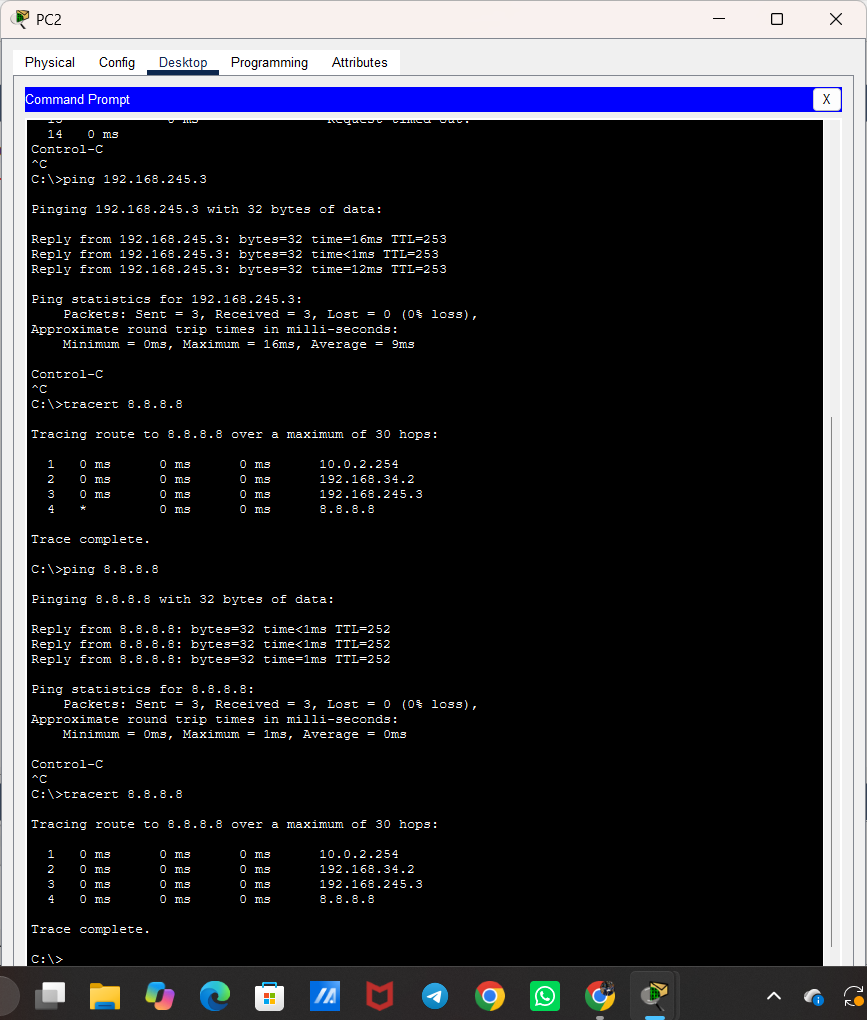 PC2
Physical Config Desktop Programming Attributes
Command Prompt X
14 0 ms
Control-C
^C
C:\>ping 192.168.245.3
Pinging 192.168.245.3 with 32 bytes of data:
Reply from 192.168.245.3: bytes=32 time=16ms TTL=253
Reply from 192.168.245.3: bytes=32 time<1ms TTL=253
Reply from 192.168.245.3: bytes=32 time=12ms TTL=253
Ping statistics for 192.168.245.3:
Packets: Sent = 3, Received = 3, Lost = 0 (0% loss),
Approximate round trip times in milli-seconds:
Minimum = 0ms, Maximum = 16ms, Average = 9ms
Control-C
^C
C:\>tracert 8.8.8.8
Tracing route to 8.8.8.8 over a maximum of 30 hops:
1 0 ms 0 ms 0 ms 10.0.2.254
2 0 ms 0 ms 0 ms 192.168.34.2
3 0 ms 0 ms 0 ms 192.168.245.3
4 * 0 ms 0 ms 8.8.8.8
Trace complete.
C:\>ping 8.8.8.8
Pinging 8.8.8.8 with 32 bytes of data:
Reply from 8.8.8.8: bytes=32 time<1ms TTL=252
Reply from 8.8.8.8: bytes=32 time<1ms TTL=252
Reply from 8.8.8.8: bytes=32 time=1ms TTL=252
Ping statistics for 8.8.8.8:
Packets: Sent = 3, Received = 3, Lost = 0 (0% loss),
Approximate round trip times in milli-seconds:
Minimum = 0ms, Maximum = 1ms, Average = 0ms
Control-C
^C
C:\>tracert 8.8.8.8
Tracing route to 8.8.8.8 over a maximum of 30 hops:
1 0 ms 0 ms 0 ms 10.0.2.254
2 0 ms 0 ms 0 ms 192.168.34.2
3 0 ms 0 ms 0 ms 192.168.245.3
4 0 ms 0 ms 0 ms 8.8.8.8
Trace complete.
C:\>